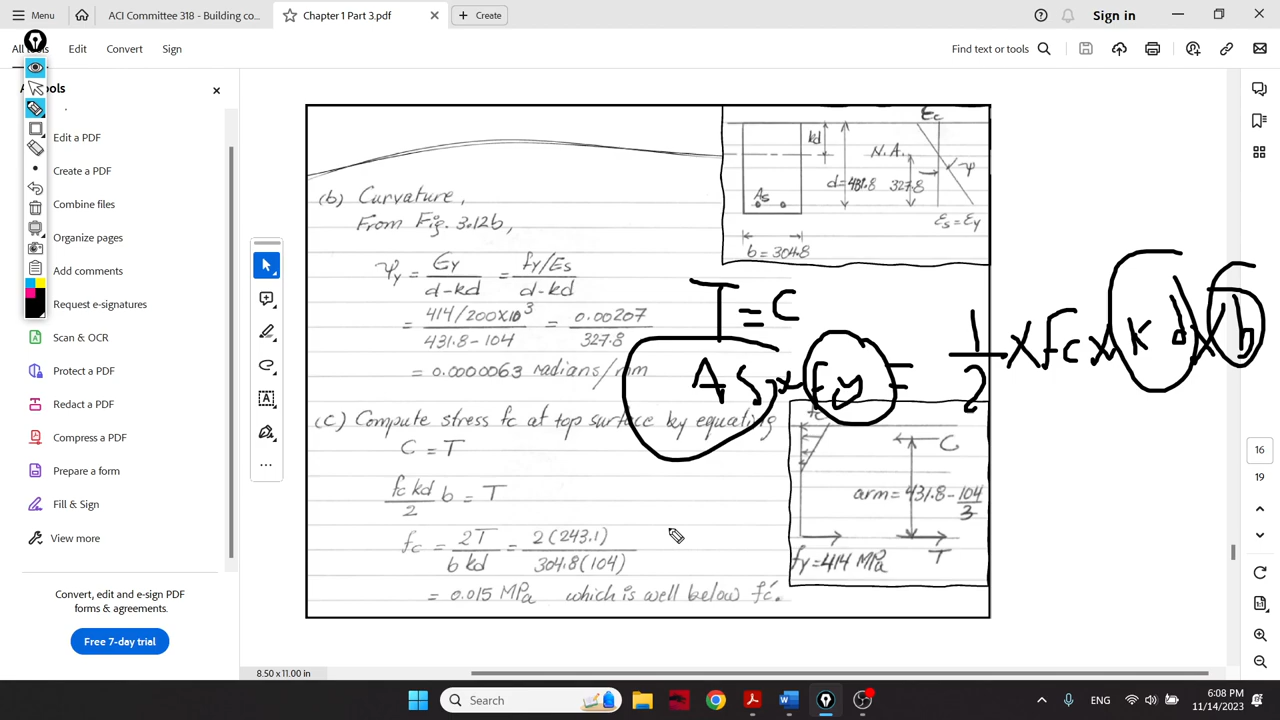 Menu
ACI Committee 318 - Building co...
Chapter 1 Part 3.pdf
Create
Sign in
All tools
Edit
Convert
Sign
Find text or tools
Edit a PDF
Create a PDF
Combine files
Organize pages
Add comments
Request e-signatures
Scan & OCR
Protect a PDF
Redact a PDF
Compress a PDF
Prepare a form
Fill & Sign
View more
Convert, edit and e-sign PDF
forms & agreements.
Free 7-day trial
εc
kd
N.A.
ψ
d=431.8
327.8
As
εs = εy
b = 304.8
(b) Curvature,
From Fig. 3.12b,
ψy = εy / (d-kd) = (fy/Es) / (d-kd)
= (414/200x10³) / (431.8-104) = 0.00207 / 327.8
= 0.0000063 radians/mm
T = C
As x Fy = 1/2 x Fc x kd x b
(c) Compute stress fc at top surface by equating
C = T
fc kd / 2 b = T
fc = 2T / b kd = 2(243.1) / 304.8(104)
= 0.015 MPa which is well below fc'.
fc
C
arm = 431.8 - 104/3
T
fy = 414 MPa
8.50 x 11.00 in
16
19
Search
ENG
6:08 PM
11/14/2023